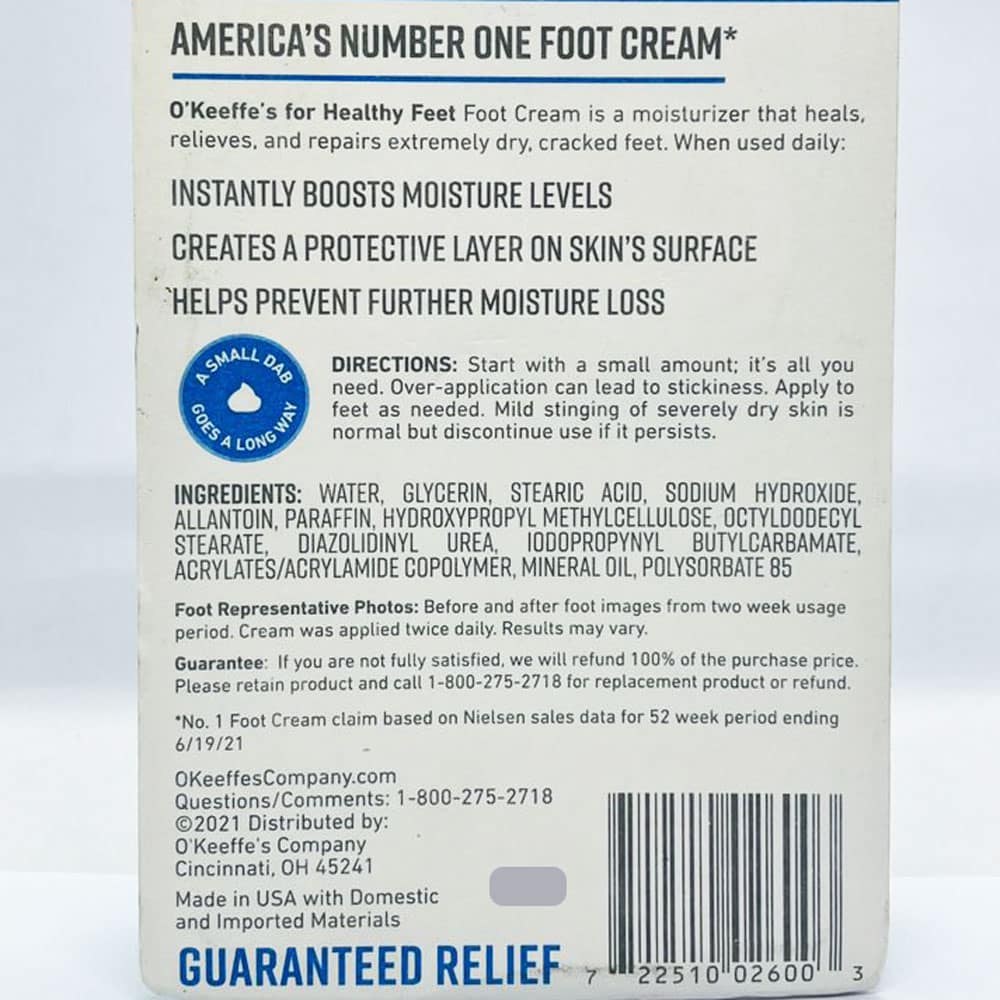 AMERICA'S NUMBER ONE FOOT CREAM*
O'Keeffe's for Healthy Feet Foot Cream is a moisturizer that heals,
relieves, and repairs extremely dry, cracked feet. When used daily:
INSTANTLY BOOSTS MOISTURE LEVELS
CREATES A PROTECTIVE LAYER ON SKIN'S SURFACE
HELPS PREVENT FURTHER MOISTURE LOSS
A SMALL DAB
GOES A LONG WAY
DIRECTIONS: Start with a small amount; it's all you
need. Over-application can lead to stickiness. Apply to
feet as needed. Mild stinging of severely dry skin is
normal but discontinue use if it persists.
INGREDIENTS: WATER, GLYCERIN, STEARIC ACID, SODIUM HYDROXIDE,
ALLANTOIN, PARAFFIN, HYDROXYPROPYL METHYLCELLULOSE, OCTYLDODECYL
STEARATE, DIAZOLIDINYL UREA, IODOPROPYNYL BUTYLCARBAMATE,
ACRYLATES/ACRYLAMIDE COPOLYMER, MINERAL OIL, POLYSORBATE 85
Foot Representative Photos: Before and after foot images from two week usage
period. Cream was applied twice daily. Results may vary.
Guarantee: If you are not fully satisfied, we will refund 100% of the purchase price.
Please retain product and call 1-800-275-2718 for replacement product or refund.
*No. 1 Foot Cream claim based on Nielsen sales data for 52 week period ending
6/19/21
OKeeffesCompany.com
Questions/Comments: 1-800-275-2718
©2021 Distributed by:
O'Keeffe's Company
Cincinnati, OH 45241
Made in USA with Domestic
and Imported Materials
GUARANTEED RELIEF
7 22510 02600 3